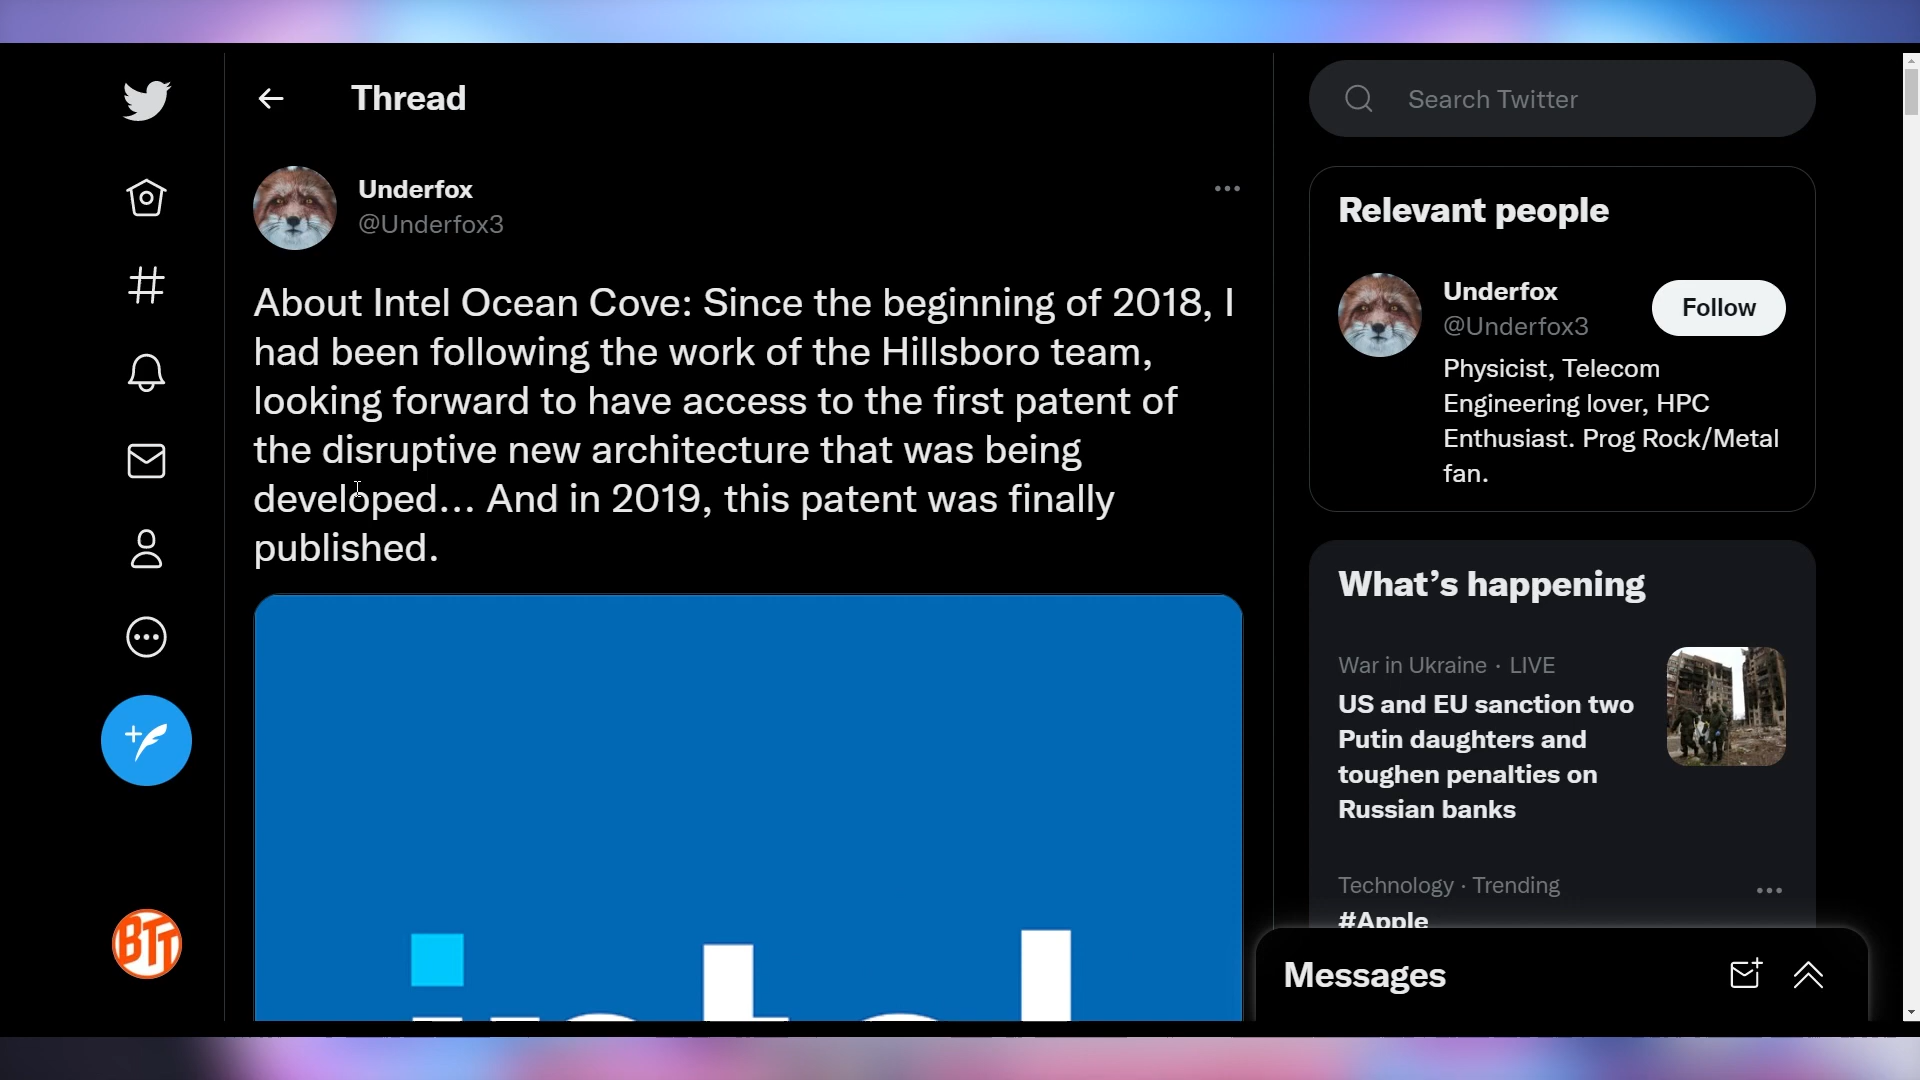 Thread
Underfox
@Underfox3
About Intel Ocean Cove: Since the beginning of 2018, I
had been following the work of the Hillsboro team,
looking forward to have access to the first patent of
the disruptive new architecture that was being
developed... And in 2019, this patent was finally
published.
intel
Search Twitter
Relevant people
Underfox
@Underfox3
Follow
Physicist, Telecom
Engineering lover, HPC
Enthusiast. Prog Rock/Metal
fan.
What’s happening
War in Ukraine · LIVE
US and EU sanction two
Putin daughters and
toughen penalties on
Russian banks
Technology · Trending
#Apple
Messages
BTT